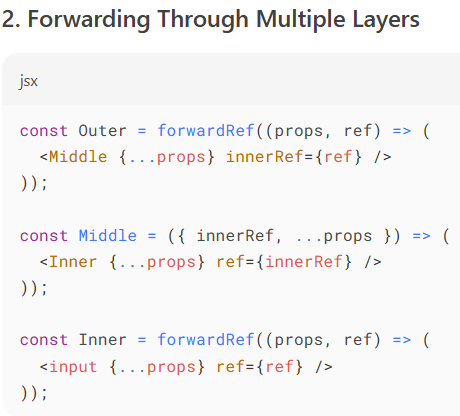 2. Forwarding Through Multiple Layers
jsx
const Outer = forwardRef((props, ref) => (
  <Middle {...props} innerRef={ref} />
));
const Middle = ({ innerRef, ...props }) => (
  <Inner {...props} ref={innerRef} />
));
const Inner = forwardRef((props, ref) => (
  <input {...props} ref={ref} />
));